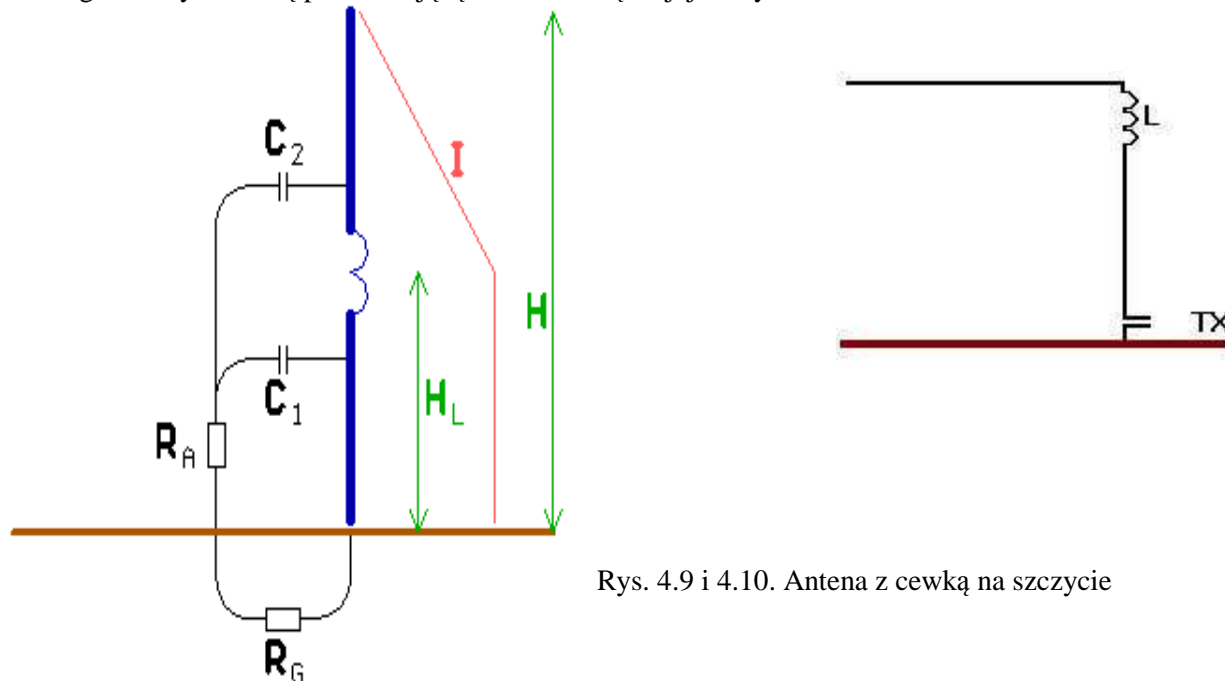 C2
I
L
H
TX
C1
HL
RA
Rys. 4.9 i 4.10. Antena z cewką na szczycie
RG